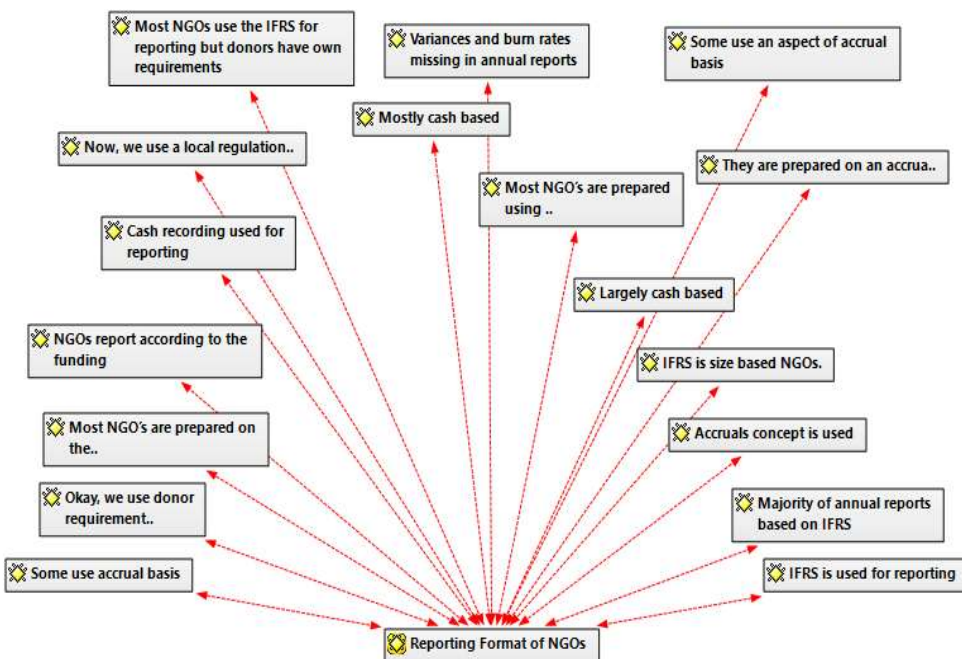 Most NGOs use the IFRS for
reporting but donors have own
requirements
Variances and burn rates
missing in annual reports
Some use an aspect of accrual
basis
Mostly cash based
Now, we use a local regulation..
They are prepared on an accrua..
Most NGO's are prepared
using ..
Cash recording used for
reporting
Largely cash based
NGOs report according to the
funding
IFRS is size based NGOs.
Most NGO's are prepared on
the..
Accruals concept is used
Okay, we use donor
requirement..
Majority of annual reports
based on IFRS
Some use accrual basis
IFRS is used for reporting
Reporting Format of NGOs